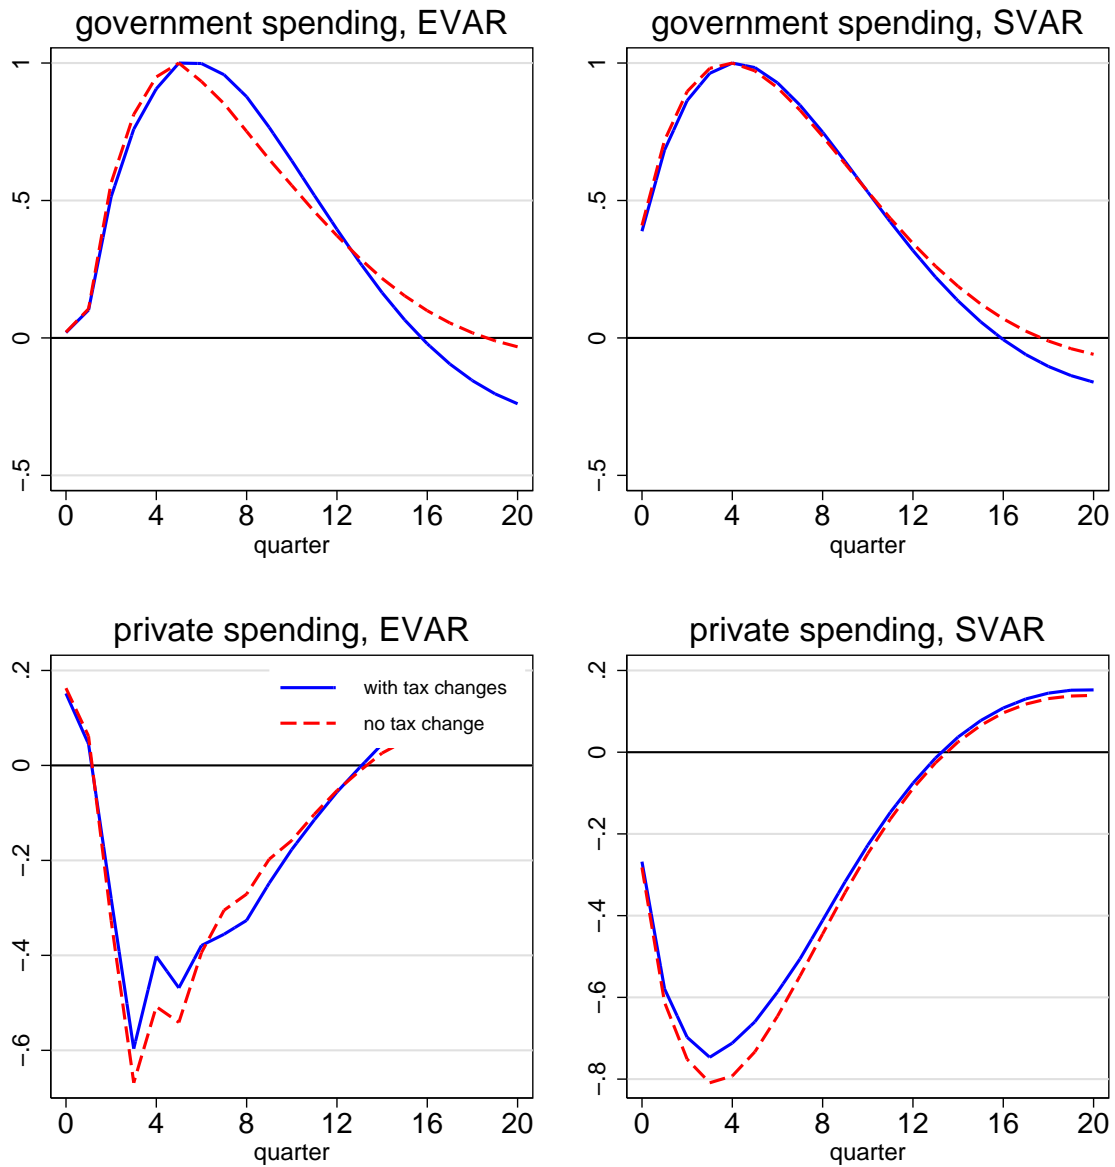 government spending, EVAR
1
.5
0
-.5
0 4 8 12 16 20
quarter
government spending, SVAR
1
.5
0
-.5
0 4 8 12 16 20
quarter
private spending, EVAR
.2
0
-.2
-.4
-.6
with tax changes
no tax change
0 4 8 12 16 20
quarter
private spending, SVAR
.2
0
-.2
-.4
-.6
-.8
0 4 8 12 16 20
quarter